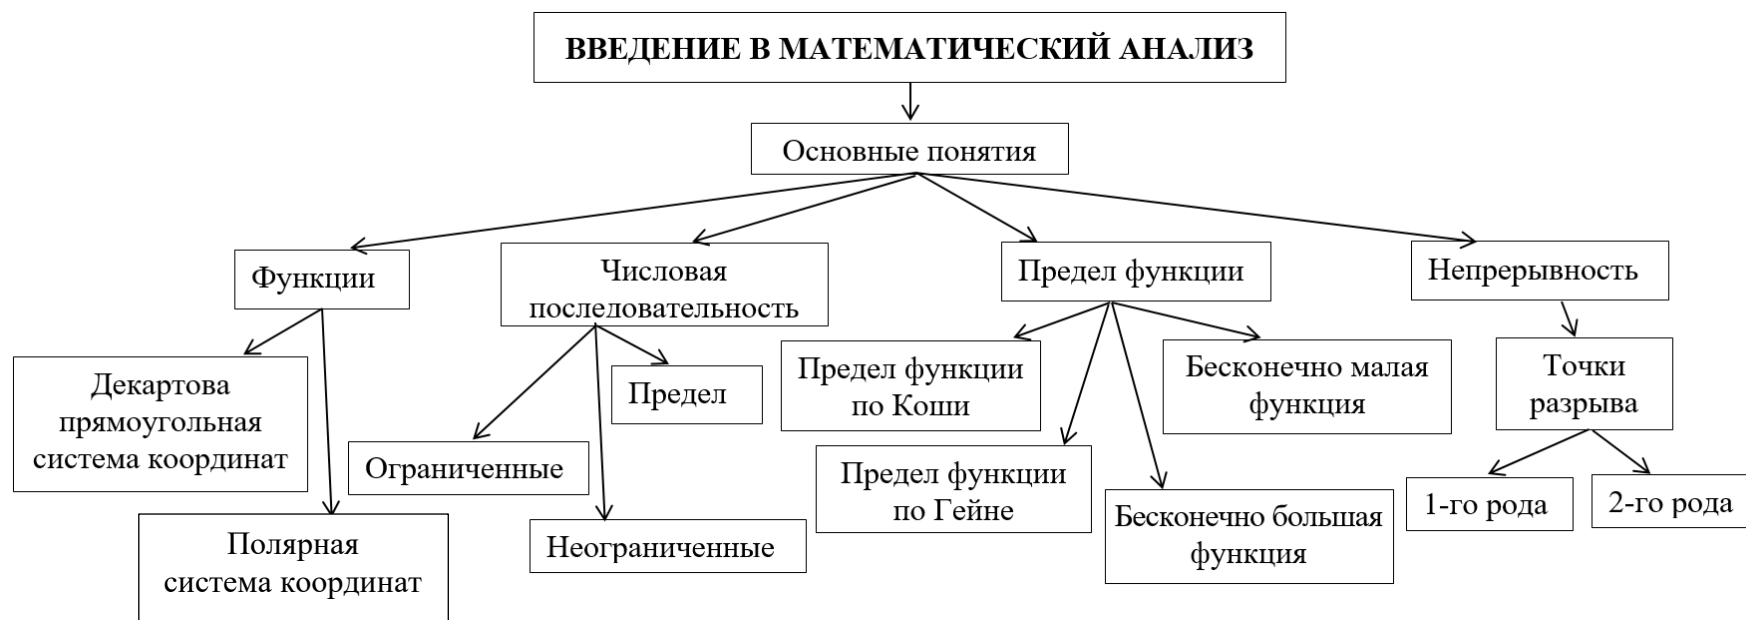 ВВЕДЕНИЕ В МАТЕМАТИЧЕСКИЙ АНАЛИЗ
Основные понятия
Функции
Числовая
последовательность
Предел функции
Непрерывность
Декартова
прямоугольная
система координат
Полярная
система координат
Ограниченные
Неограниченные
Предел
Предел функции
по Коши
Предел функции
по Гейне
Бесконечно большая
функция
Бесконечно малая
функция
Точки
разрыва
1-го рода
2-го рода